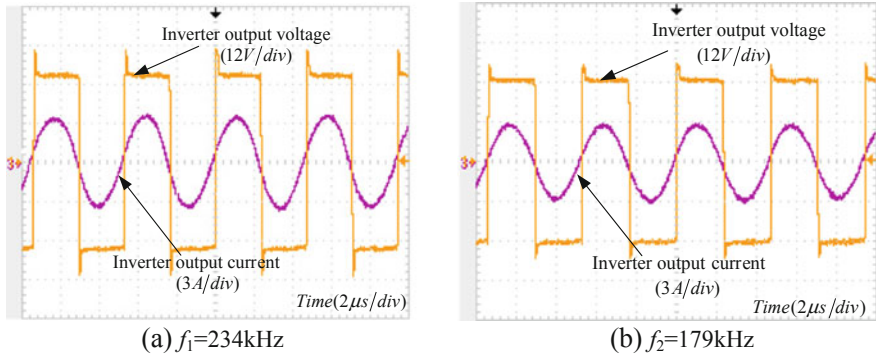 Inverter output voltage
(12V/div)
3
Inverter output current
(3A/div)
Time(2μs/div)
(a) f1=234kHz
Inverter output voltage
(12V/div)
3
Inverter output current
(3A/div)
Time(2μs/div)
(b) f2=179kHz